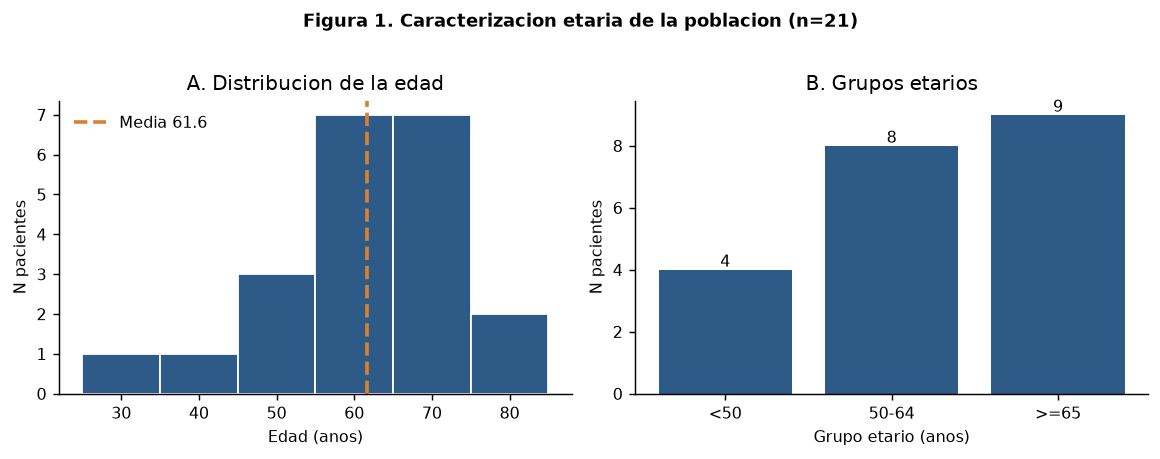 Figura 1. Caracterizacion etaria de la poblacion (n=21)
A. Distribucion de la edad
Media 61.6
N pacientes
7
6
5
4
3
2
1
0
30 40 50 60 70 80
Edad (anos)
B. Grupos etarios
N pacientes
8
6
4
2
0
4
8
9
<50 50-64 >=65
Grupo etario (anos)